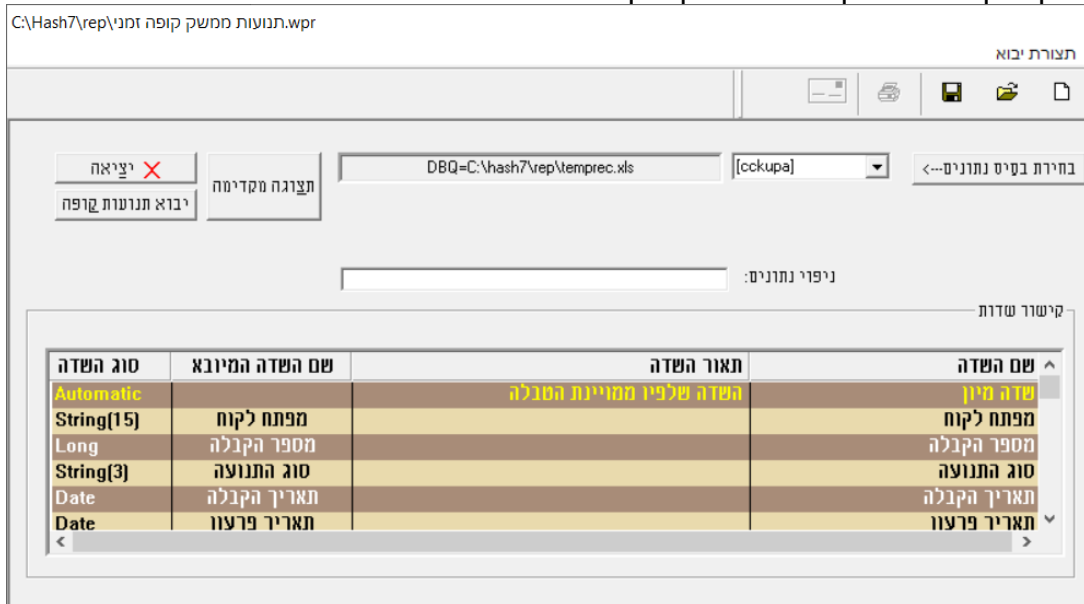 C:\Hash7\rep\תנועות ממשק קופה זמני.wpr
תצורת יבוא
בחירת בסיס נתונים--->
[cckupa]
DBQ=C:\hash7\rep\temprec.xls
תצוגה מקדימה
יציאה
יבוא תנועות קופה
ניפוי נתונים:
קישור שדות
שם השדה תאור השדה שם השדה המיובא סוג השדה
שדה מיון השדה שלפיו ממויינת הטבלה Automatic
מפתח לקוח מפתח לקוח String(15)
מספר הקבלה מספר הקבלה Long
סוג התנועה סוג התנועה String(3)
תאריך הקבלה תאריך הקבלה Date
תאריך פרעון תאריך פרעון Date